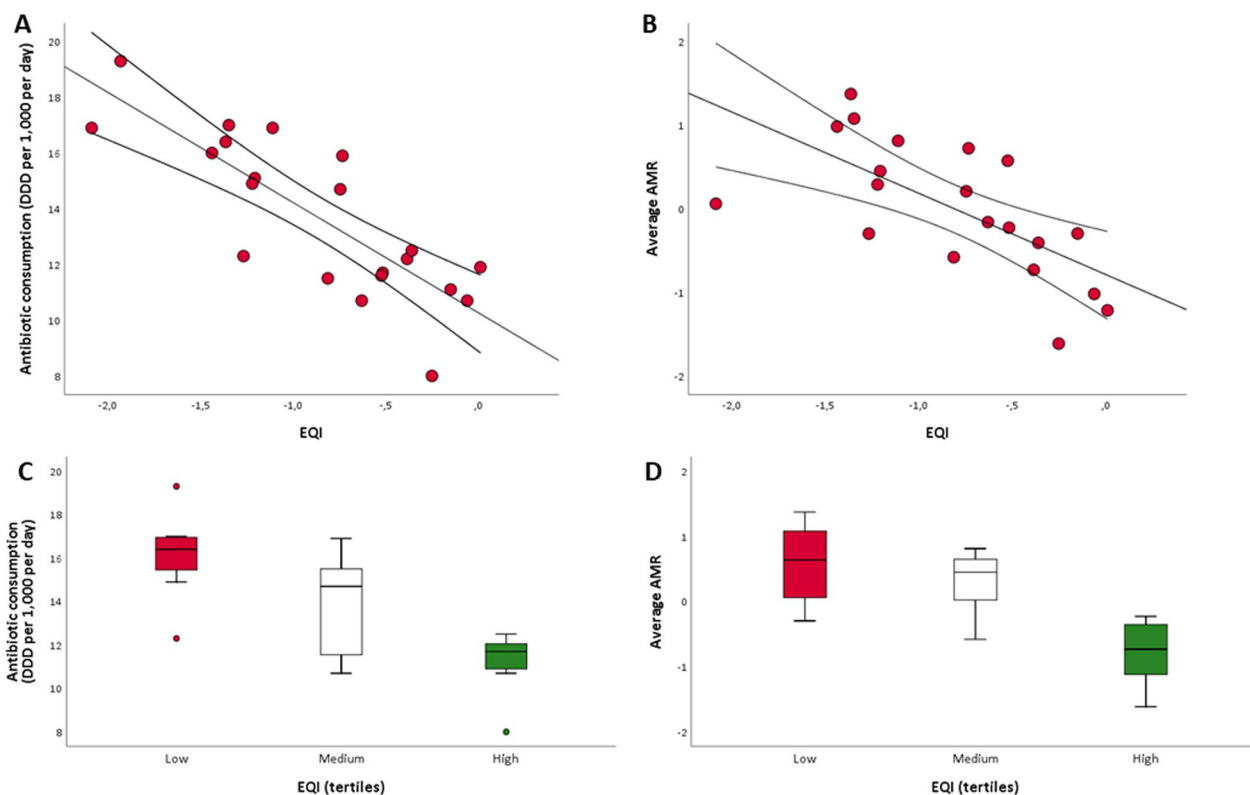 A
Antibiotic consumption (DDD per 1,000 per day)
20
18
16
14
12
10
8
-2,0 -1,5 -1,0 -,5 ,0
EQI
B
Average AMR
2
1
0
-1
-2
-2,0 -1,5 -1,0 -,5 ,0
EQI
C
Antibiotic consumption
(DDD per 1,000 per day)
20
18
16
14
12
10
8
Low Medium High
EQI (tertiles)
D
Average AMR
2
1
0
-1
-2
Low Medium High
EQI (tertiles)